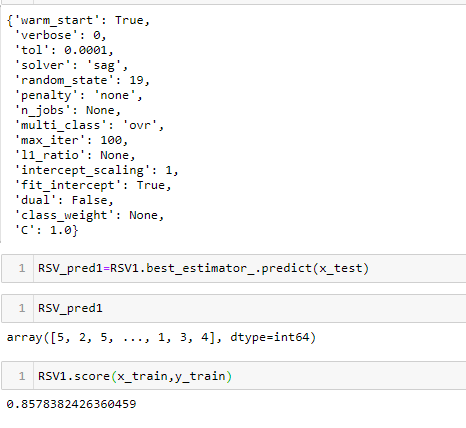 {'warm_start': True,
'verbose': 0,
'tol': 0.0001,
'solver': 'sag',
'random_state': 19,
'penalty': 'none',
'n_jobs': None,
'multi_class': 'ovr',
'max_iter': 100,
'l1_ratio': None,
'intercept_scaling': 1,
'fit_intercept': True,
'dual': False,
'class_weight': None,
'C': 1.0}
1 RSV_pred1=RSV1.best_estimator_.predict(x_test)
1 RSV_pred1
array([5, 2, 5, ..., 1, 3, 4], dtype=int64)
1 RSV1.score(x_train,y_train)
0.8578382426360459